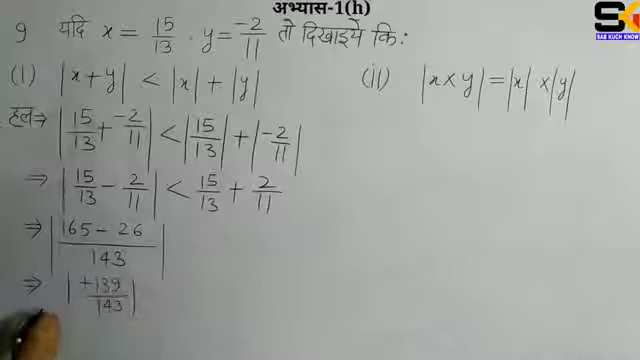 अभ्यास-1(h)
SK
SAB KUCH KNOW
9 यदि x = 15/13 . y = -2/11 तो दिखाइये कि:
(I) |x+y| < |x| + |y| (ii) |x×y| = |x| × |y|
हल⇒ |15/13 + -2/11| < |15/13| + |-2/11|
⇒ |15/13 - 2/11| < 15/13 + 2/11
⇒ |165 - 26/143|
⇒ |+139/143|